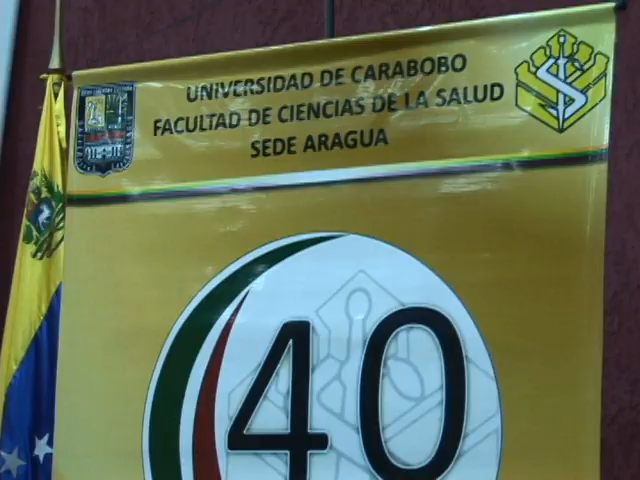 UNIVERSIDAD DE CARABOBO
FACULTAD DE CIENCIAS DE LA SALUD
SEDE ARAGUA
40